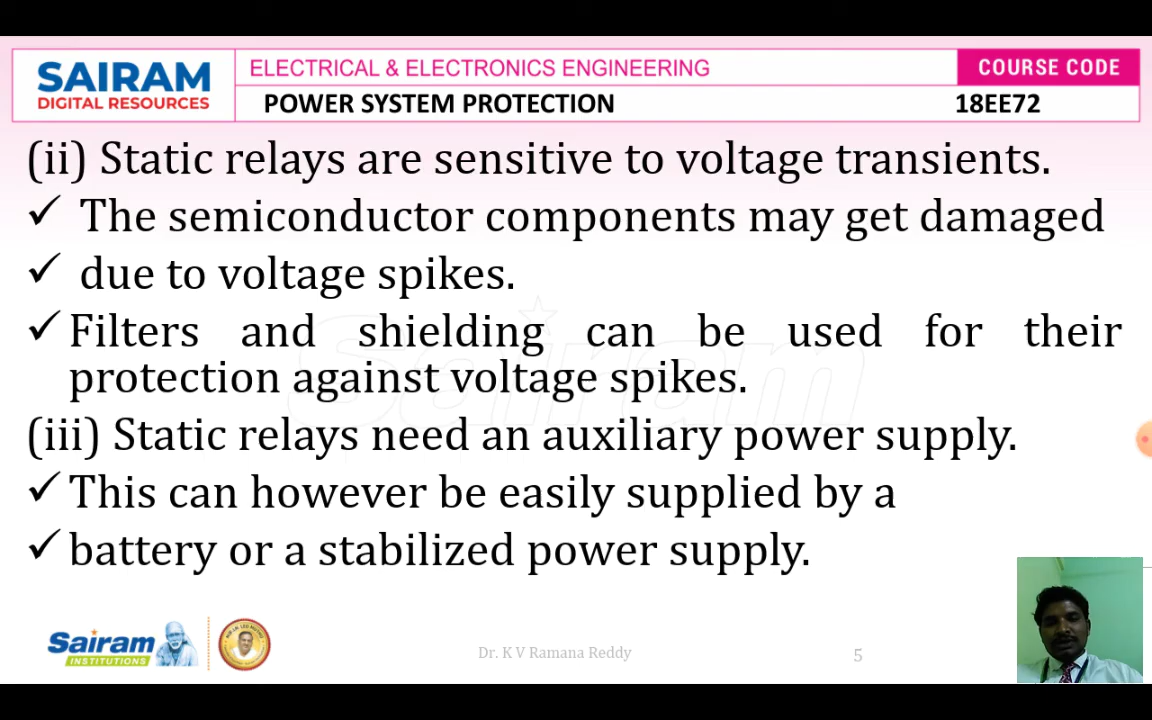 SAIRAM
DIGITAL RESOURCES
ELECTRICAL & ELECTRONICS ENGINEERING
COURSE CODE
POWER SYSTEM PROTECTION
18EE72
(ii) Static relays are sensitive to voltage transients.
✓ The semiconductor components may get damaged
✓ due to voltage spikes.
✓ Filters and shielding can be used for their
protection against voltage spikes.
(iii) Static relays need an auxiliary power supply.
✓ This can however be easily supplied by a
✓ battery or a stabilized power supply.
Sairam
Sairam
INSTITUTIONS
Dr. K V Ramana Reddy
5